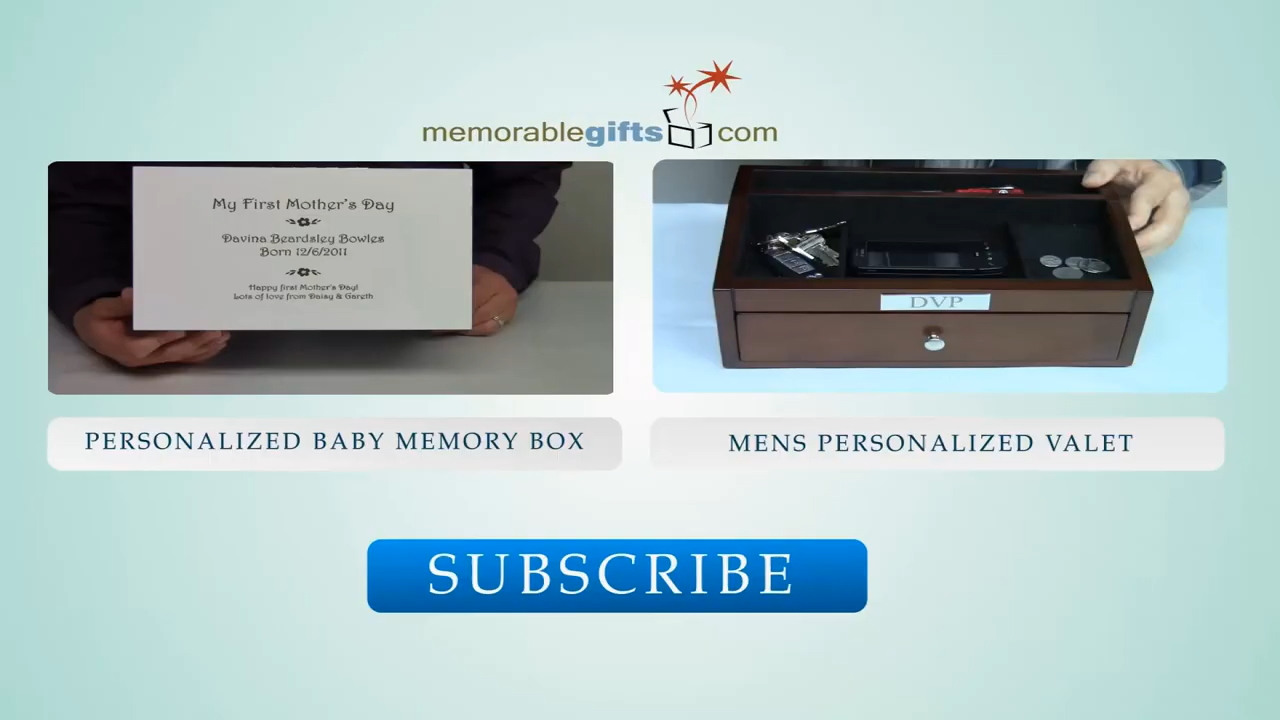 memorablegifts com
My First Mother's Day
Davina Beardsley Bowles
Born 12/6/2011
Happy first Mother's Day!
Lots of love from Daisy & Gareth
DVP
PERSONALIZED BABY MEMORY BOX
MENS PERSONALIZED VALET
SUBSCRIBE